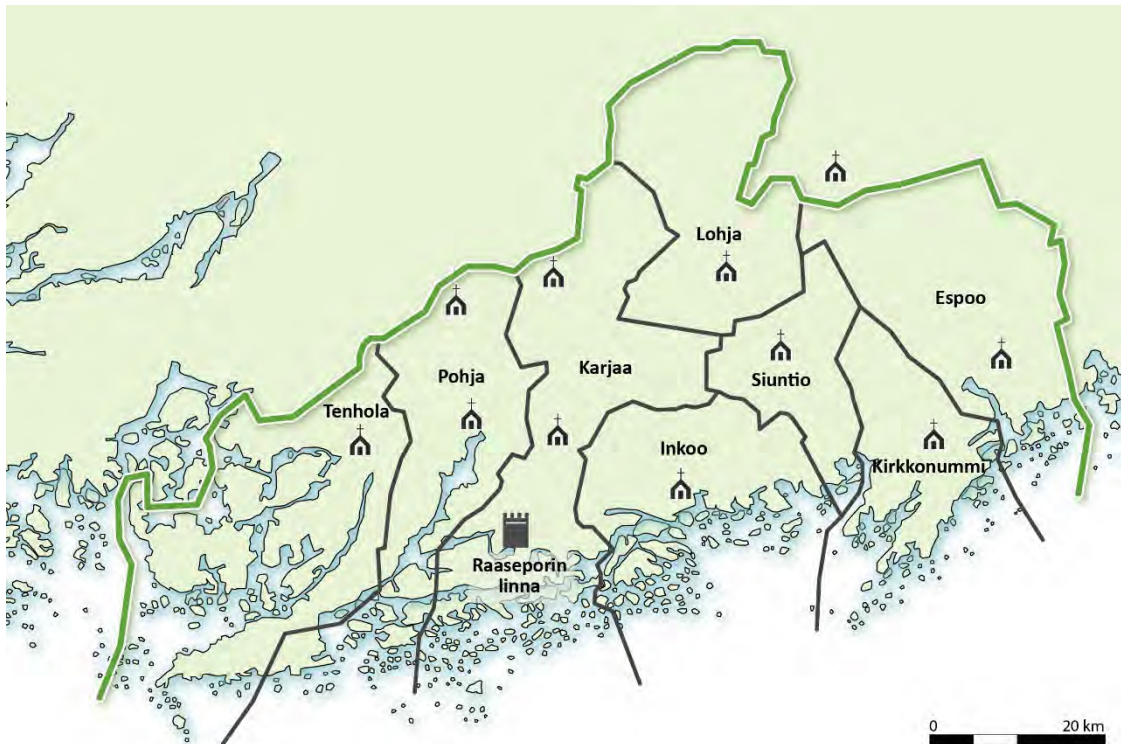 Lohja
Espoo
Karjaa
Siuntio
Pohja
Tenhola
Inkoo
Kirkkonummi
Raaseporin
linna
0 20 km